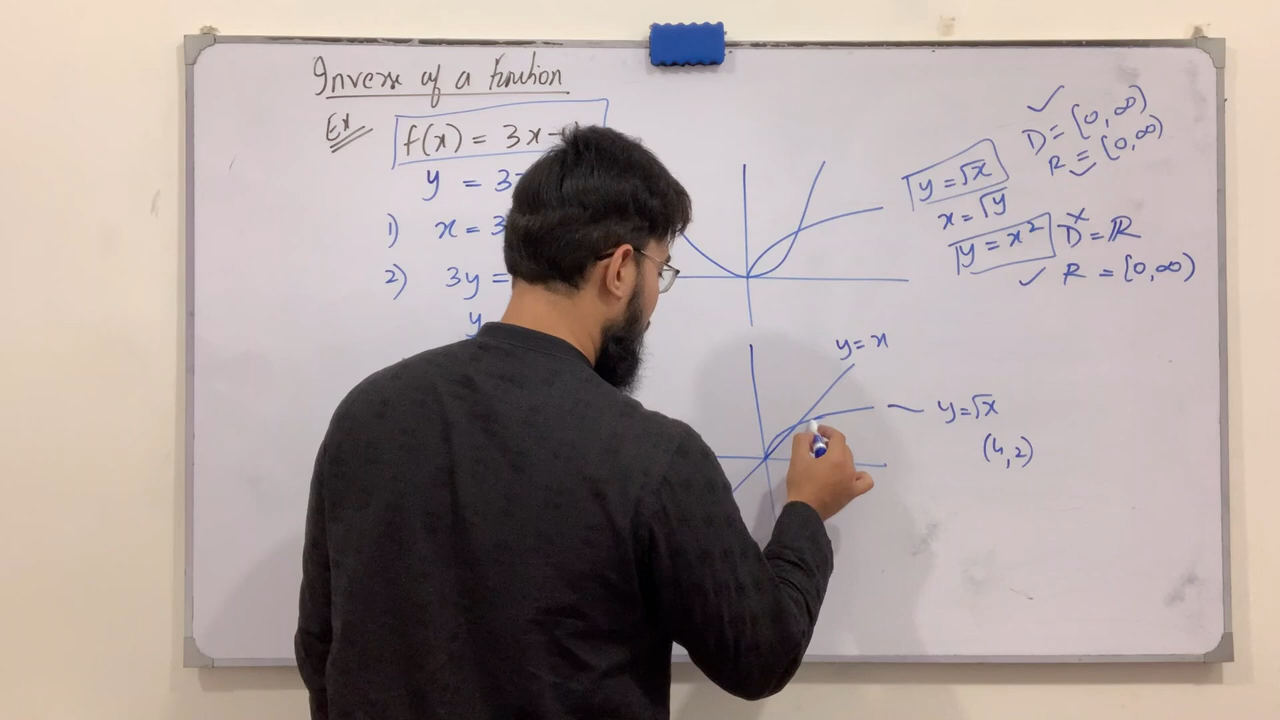 Inverse of a Function
Ex
f(x) = 3x-
y = 3
1) x = 3
2) 3y =
y
y = √x
x = √y
y = x²
✓
D = [0, ∞)
R = [0, ∞)
✓
x
D = ℝ
✓ R = [0, ∞)
y = x
y = √x
(4,2)